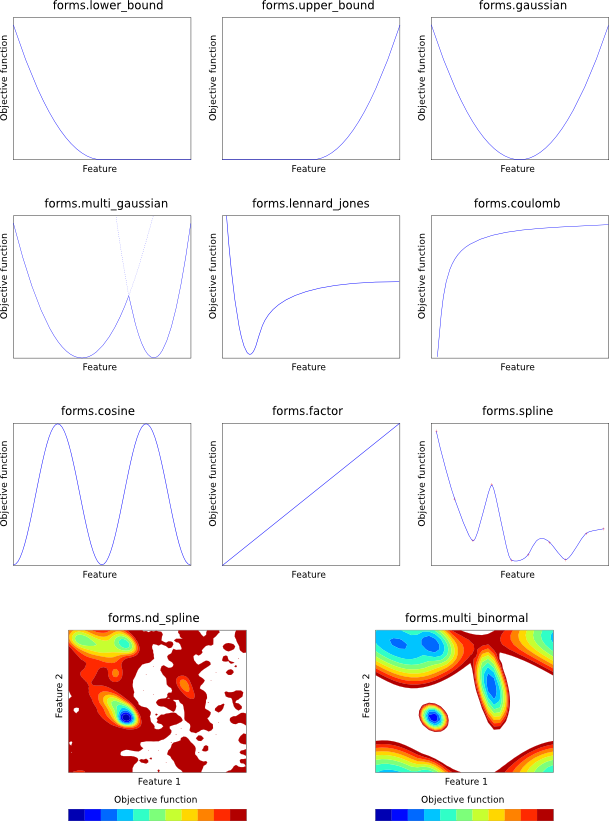 forms.lower_bound
forms.upper_bound
forms.gaussian
Objective function
Objective function
Objective function
Feature
Feature
Feature
forms.multi_gaussian
forms.lennard_jones
forms.coulomb
Objective function
Objective function
Objective function
Feature
Feature
Feature
forms.cosine
forms.factor
forms.spline
Objective function
Objective function
Objective function
Feature
Feature
Feature
forms.nd_spline
forms.multi_binormal
Feature 2
Feature 2
Feature 1
Feature 1
Objective function
Objective function